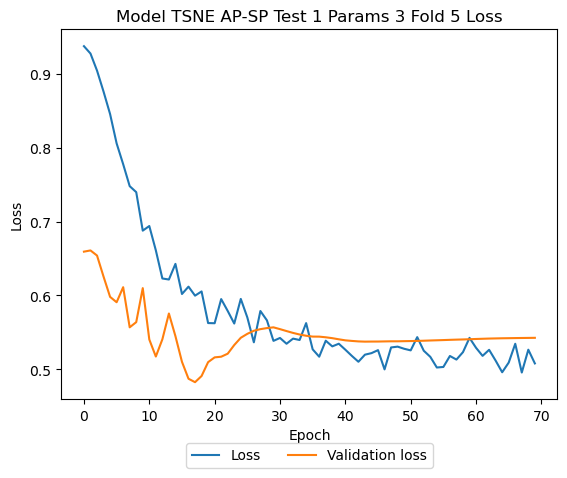 Model TSNE AP-SP Test 1 Params 3 Fold 5 Loss
Loss
0.9
0.8
0.7
0.6
0.5
0 10 20 30 40 50 60 70
Epoch
Loss Validation loss